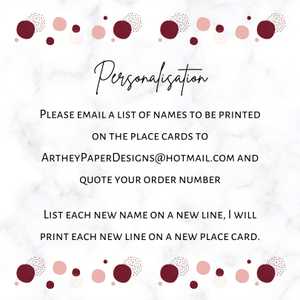 Personalisation
Please email a list of names to be printed
on the place cards to
ArtheyPaperDesigns@hotmail.com and
quote your order number
List each new name on a new line, I will
print each new line on a new place card.